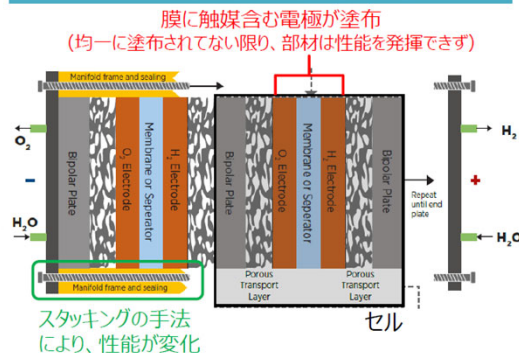 膜に触媒含む電極が塗布
(均一に塗布されてない限り、部材は性能を発揮できず)
Manifold frame and sealing
O₂
−
H₂O
Bipolar Plate
O₂ Electrode
Membrane or Seperator
H₂ Electrode
Bipolar Plate
O₂ Electrode
Membrane or Seperator
H₂ Electrode
Bipolar Plate
Repeat
until end
plate
H₂
+
H₂O
Manifold frame and sealing
Porous
Transport
Layer
Porous
Transport
Layer
セル
スタッキングの手法
により、性能が変化